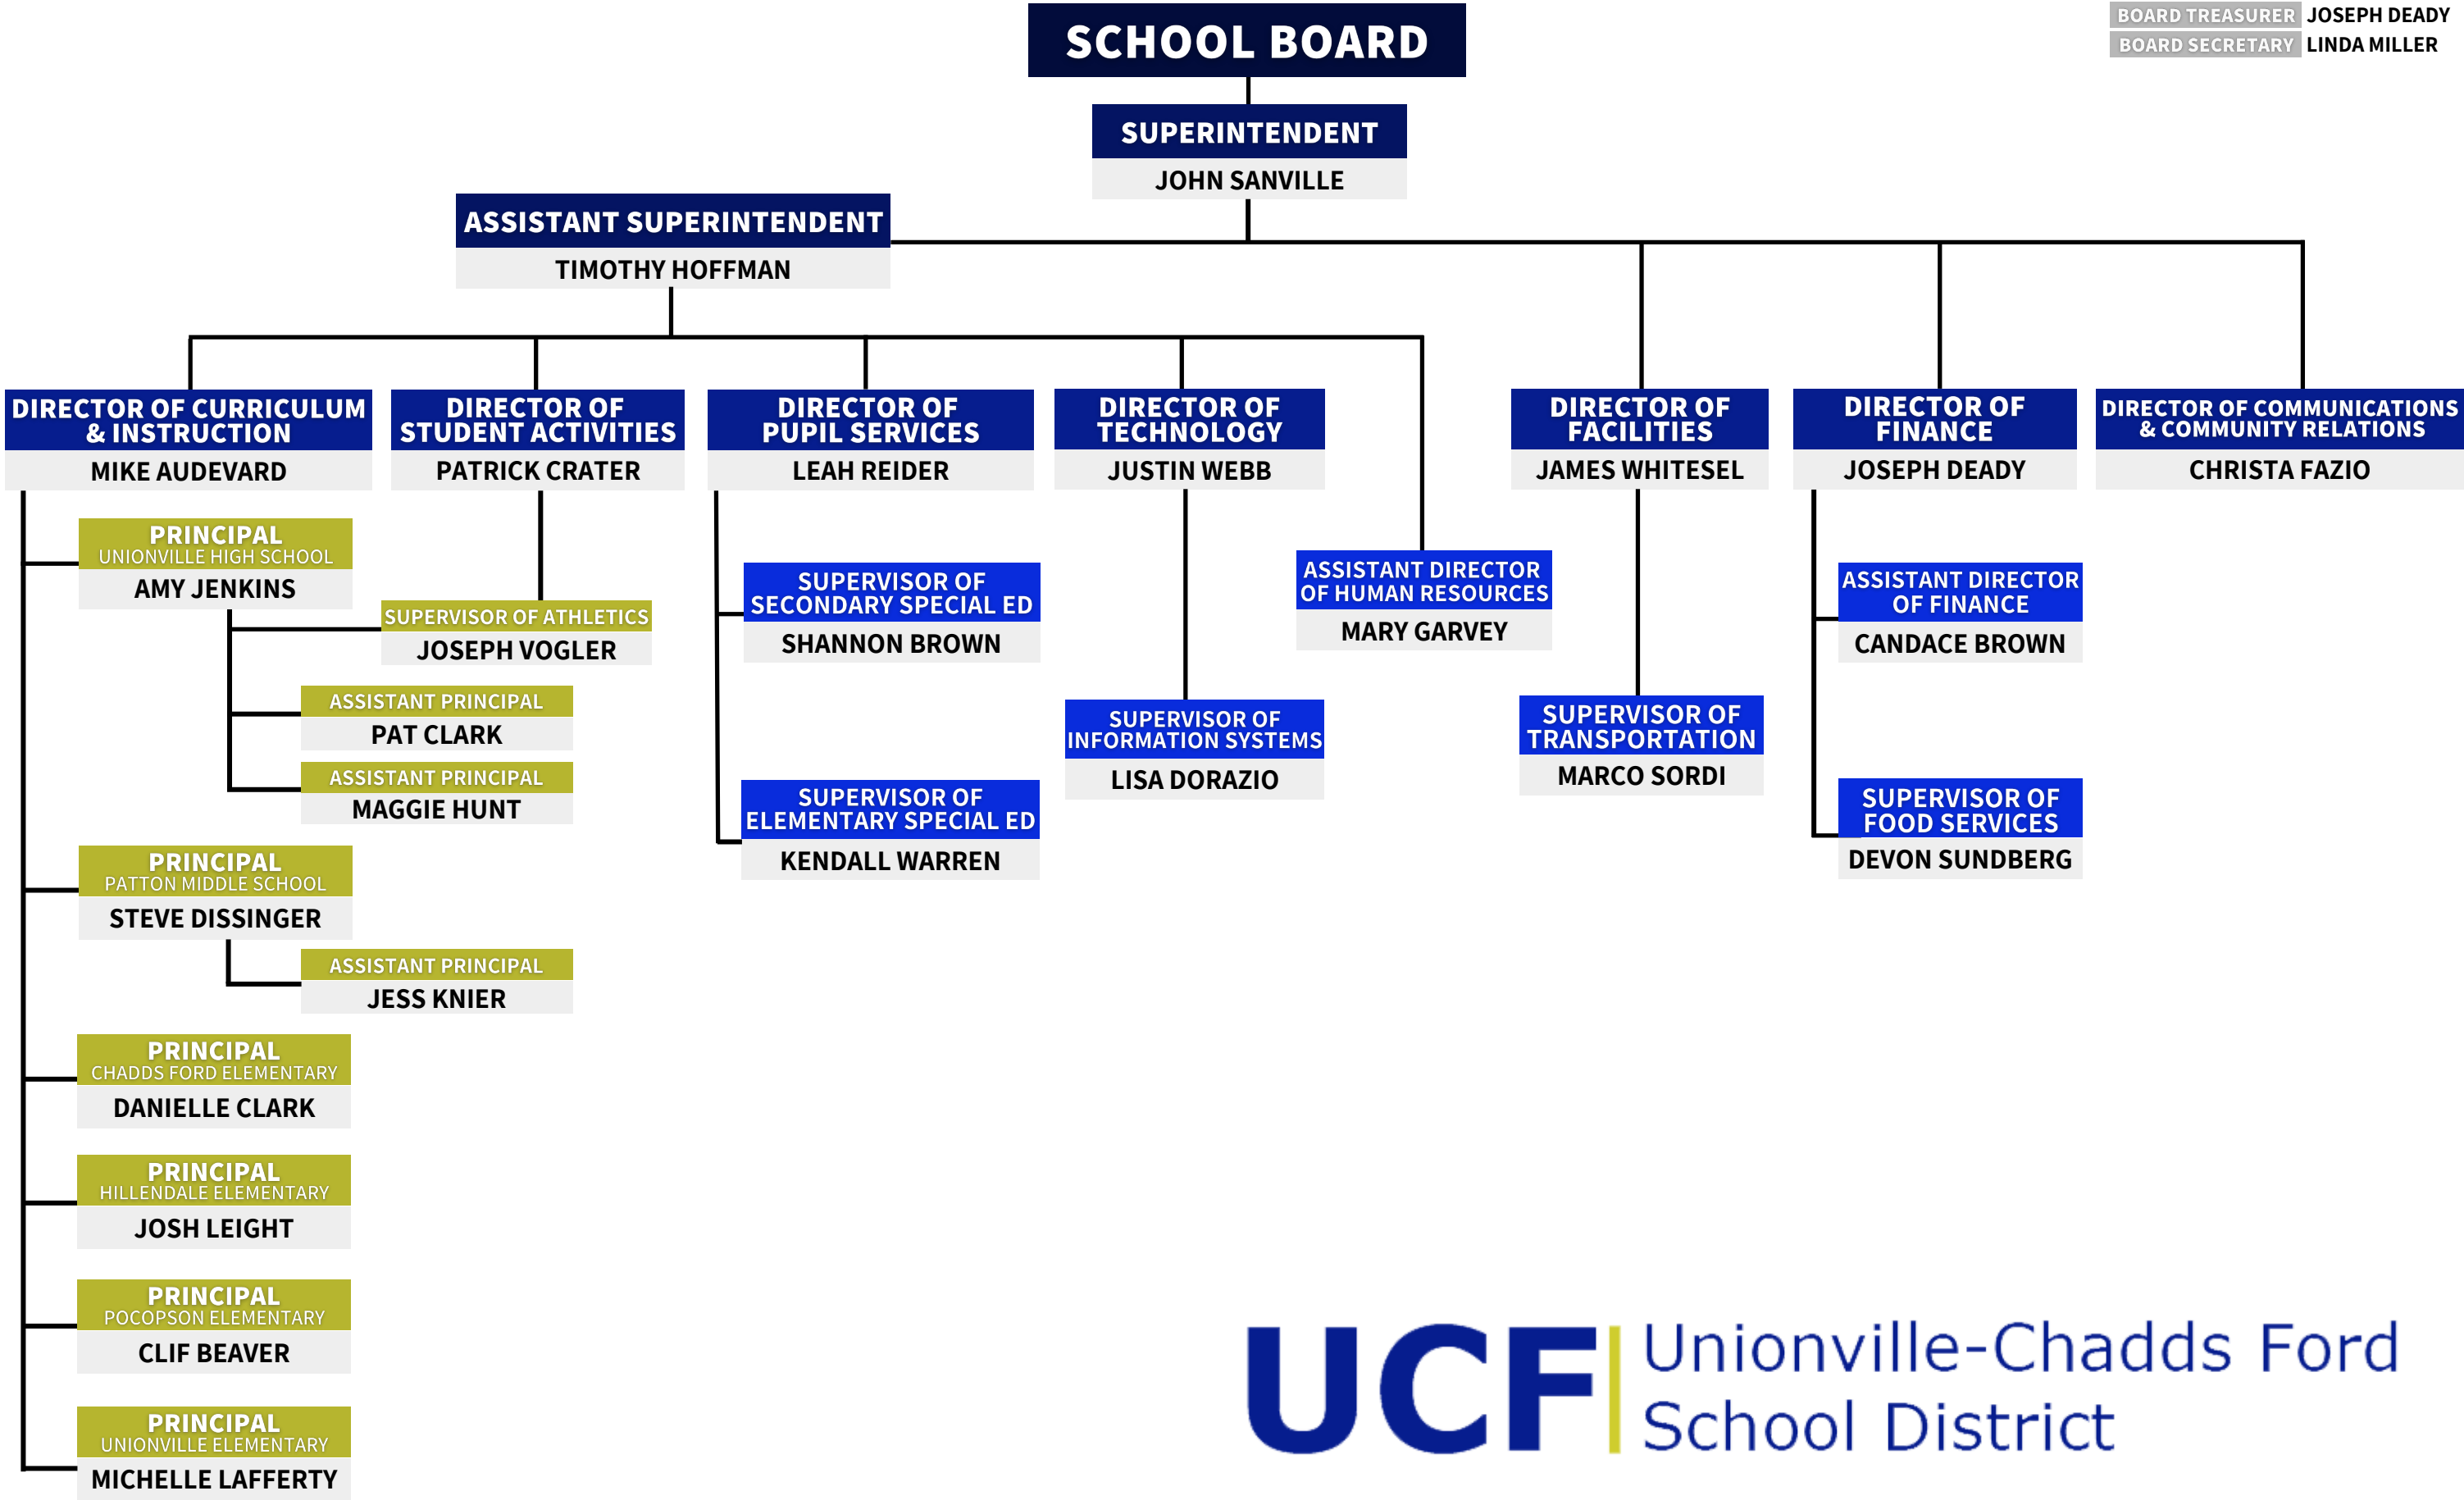 SCHOOL BOARD
BOARD TREASURER JOSEPH DEADY
BOARD SECRETARY LINDA MILLER
SUPERINTENDENT
JOHN SANVILLE
ASSISTANT SUPERINTENDENT
TIMOTHY HOFFMAN
DIRECTOR OF CURRICULUM
& INSTRUCTION
MIKE AUDEVARD
DIRECTOR OF
STUDENT ACTIVITIES
PATRICK CRATER
DIRECTOR OF
PUPIL SERVICES
LEAH REIDER
DIRECTOR OF
TECHNOLOGY
JUSTIN WEBB
DIRECTOR OF
FACILITIES
JAMES WHITESEL
DIRECTOR OF
FINANCE
JOSEPH DEADY
DIRECTOR OF COMMUNICATIONS
& COMMUNITY RELATIONS
CHRISTA FAZIO
PRINCIPAL
UNIONVILLE HIGH SCHOOL
AMY JENKINS
SUPERVISOR OF ATHLETICS
JOSEPH VOGLER
ASSISTANT PRINCIPAL
PAT CLARK
ASSISTANT PRINCIPAL
MAGGIE HUNT
PRINCIPAL
PATTON MIDDLE SCHOOL
STEVE DISSINGER
ASSISTANT PRINCIPAL
JESS KNIER
PRINCIPAL
CHADDS FORD ELEMENTARY
DANIELLE CLARK
PRINCIPAL
HILLENDALE ELEMENTARY
JOSH LEIGHT
PRINCIPAL
POCOPSON ELEMENTARY
CLIF BEAVER
PRINCIPAL
UNIONVILLE ELEMENTARY
MICHELLE LAFFERTY
SUPERVISOR OF
SECONDARY SPECIAL ED
SHANNON BROWN
SUPERVISOR OF
ELEMENTARY SPECIAL ED
KENDALL WARREN
SUPERVISOR OF
INFORMATION SYSTEMS
LISA DORAZIO
ASSISTANT DIRECTOR
OF HUMAN RESOURCES
MARY GARVEY
SUPERVISOR OF
TRANSPORTATION
MARCO SORDI
ASSISTANT DIRECTOR
OF FINANCE
CANDACE BROWN
SUPERVISOR OF
FOOD SERVICES
DEVON SUNDBERG
UCF
Unionville-Chadds Ford
School District